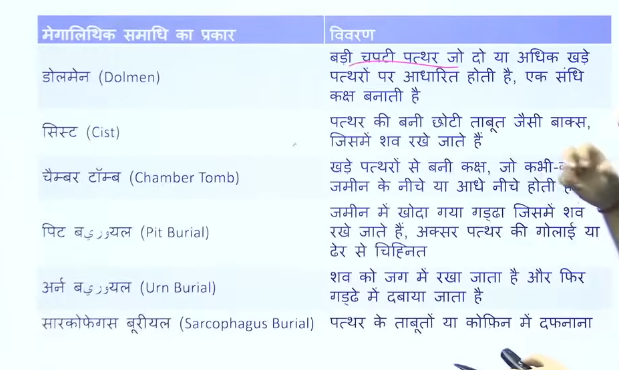 मेगालिथिक समाधि का प्रकार
विवरण
डोलमेन (Dolmen)
बड़ी चपटी पत्थर जो दो या अधिक खड़े
पत्थरों पर आधारित होती है, एक संधि
कक्ष बनाती है
सिस्ट (Cist)
पत्थर की बनी छोटी ताबूत जैसी बाक्स,
जिसमें शव रखे जाते हैं
चैम्बर टॉम्ब (Chamber Tomb)
खड़े पत्थरों से बनी कक्ष, जो कभी-
जमीन के नीचे या आधे नीचे होती
पिट बوريयल (Pit Burial)
जमीन में खोदा गया गड्ढा जिसमें शव
रखे जाते हैं, अक्सर पत्थर की गोलाई या
ढेर से चिह्नित
अर्न बوريयल (Urn Burial)
शव को जग में रखा जाता है और फिर
गड्ढे में दबाया जाता है
सारकोफेगस बूरीयल (Sarcophagus Burial)
पत्थर के ताबूतों या कोफिन में दफनाना